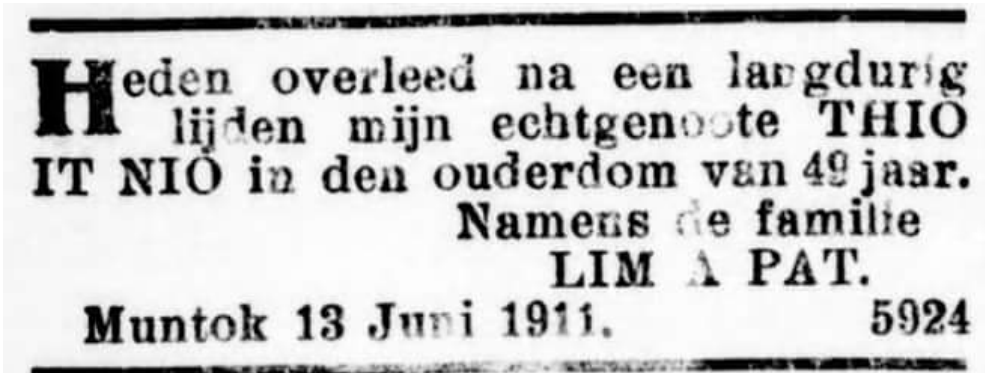 Heden overleed na een langdurig
lijden mijn echtgenoote THIO
IT NIO in den ouderdom van 49 jaar.
Namens de familie
LIM A PAT.
Muntok 13 Juni 1911. 5924